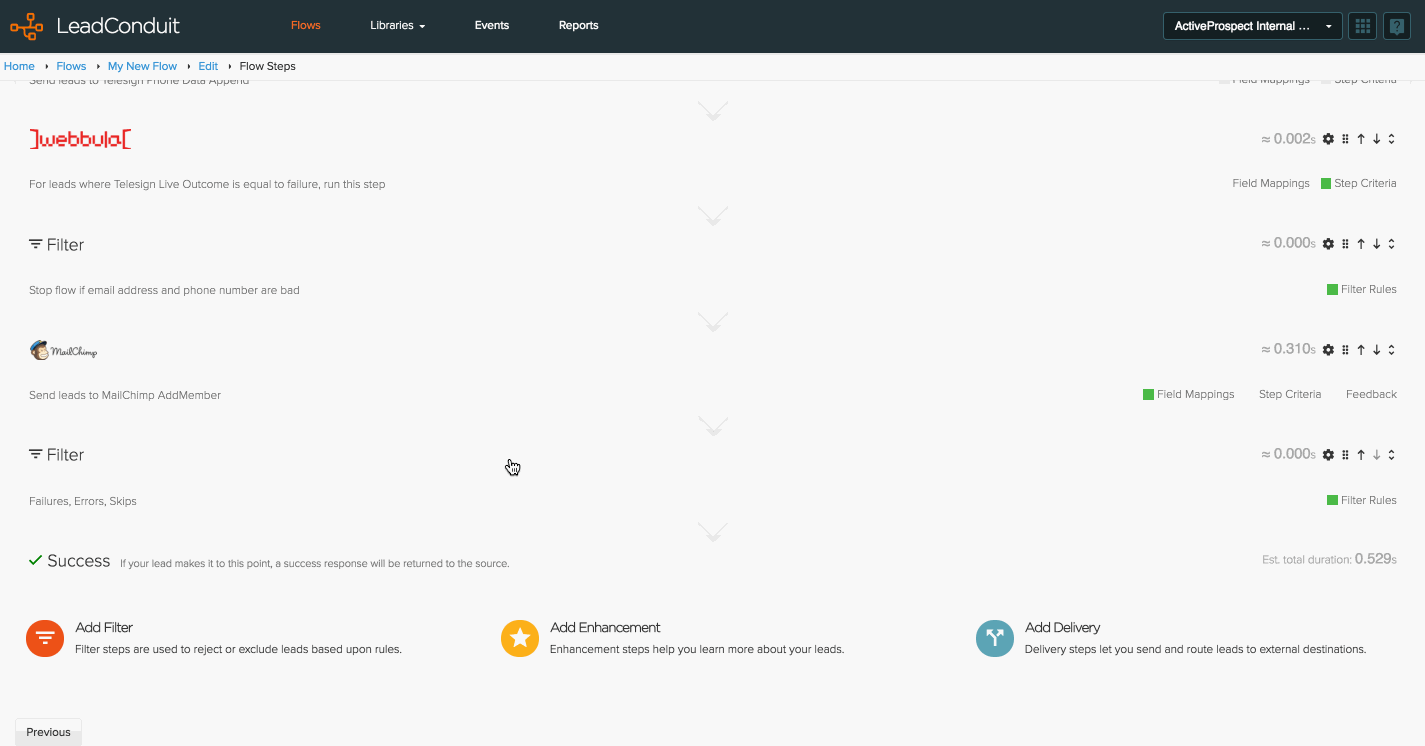 LeadConduit Flows Libraries Events Reports ActiveProspect Internal ...
Home Flows My New Flow Edit Flow Steps
Send leads to Telesign Phone Data Append Field Mappings Step Criteria
]webbula[ ≈ 0.002s
For leads where Telesign Live Outcome is equal to failure, run this step Field Mappings Step Criteria
Filter ≈ 0.000s
Stop flow if email address and phone number are bad Filter Rules
MailChimp ≈ 0.310s
Send leads to MailChimp AddMember Field Mappings Step Criteria Feedback
Filter ≈ 0.000s
Failures, Errors, Skips Filter Rules
Success If your lead makes it to this point, a success response will be returned to the source. Est. total duration: 0.529s
Add Filter Add Enhancement Add Delivery
Filter steps are used to reject or exclude leads based upon rules. Enhancement steps help you learn more about your leads. Delivery steps let you send and route leads to external destinations.
Previous